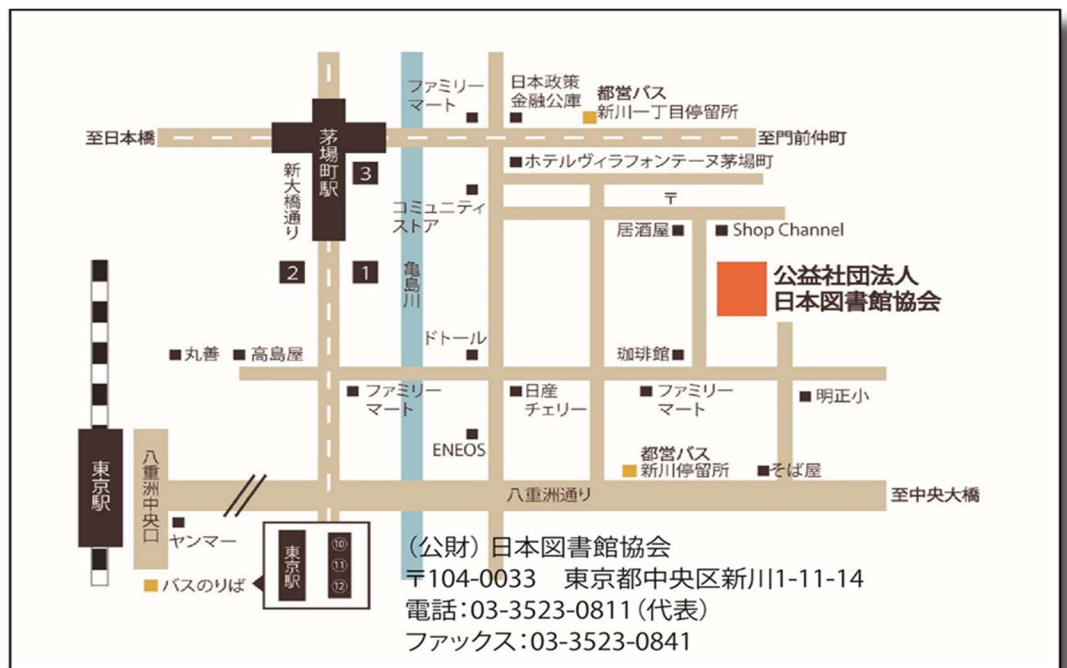 ファミリー
マート
日本政策
金融公庫
都営バス
新川一丁目停留所
至日本橋
茅場町駅
至門前仲町
3
ホテルヴィラフォンテーヌ茅場町
新大橋通り
コミュニティ
ストア
〒
居酒屋
Shop Channel
2
1
亀島川
公益社団法人
日本図書館協会
ドトール
珈琲館
丸善
高島屋
ファミリー
マート
日産
チェリー
ファミリー
マート
明正小
ENEOS
都営バス
新川停留所
そば屋
東京駅
八重洲中央口
八重洲通り
至中央大橋
ヤンマー
バスのりば
東京駅
⑩
⑪
⑫
(公財) 日本図書館協会
〒104-0033 東京都中央区新川1-11-14
電話:03-3523-0811(代表)
ファックス:03-3523-0841